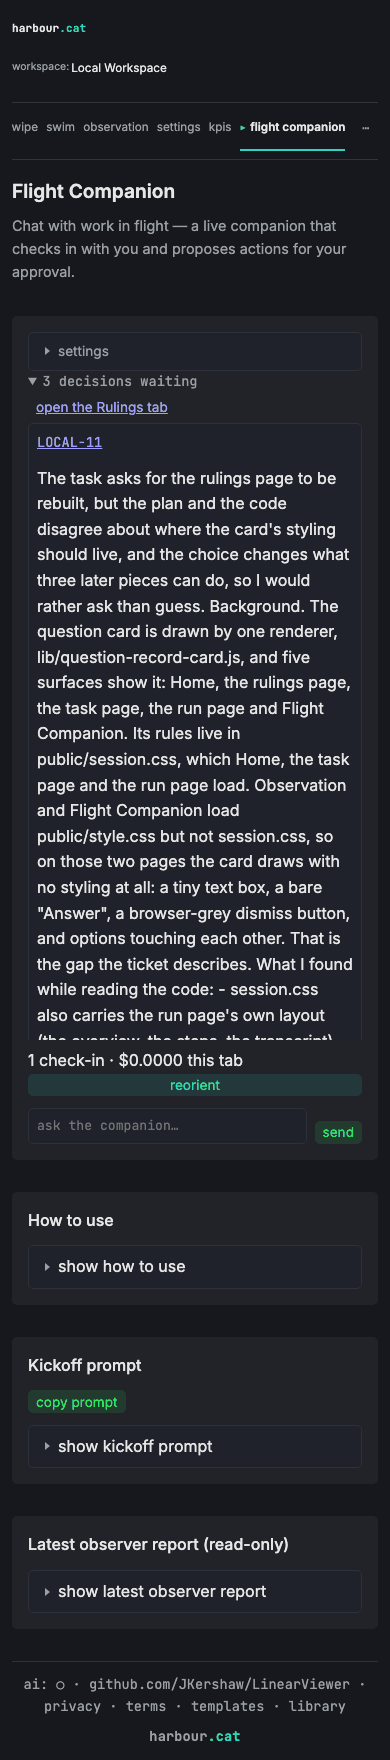 harbour.cat
workspace: Local Workspace
wipe swim observation settings kpis ▸ flight companion …
Flight Companion
Chat with work in flight — a live companion that
checks in with you and proposes actions for your
approval.
▸ settings
▼ 3 decisions waiting
open the Rulings tab
LOCAL-11
The task asks for the rulings page to be
rebuilt, but the plan and the code
disagree about where the card's styling
should live, and the choice changes what
three later pieces can do, so I would
rather ask than guess. Background. The
question card is drawn by one renderer,
lib/question-record-card.js, and five
surfaces show it: Home, the rulings page,
the task page, the run page and Flight
Companion. Its rules live in
public/session.css, which Home, the task
page and the run page load. Observation
and Flight Companion load
public/style.css but not session.css, so
on those two pages the card draws with
no styling at all: a tiny text box, a bare
"Answer", a browser-grey dismiss button,
and options touching each other. That is
the gap the ticket describes. What I found
while reading the code: - session.css
also carries the run page's own layout
(the overview, the steps, the transcript)
1 check-in · $0.0000 this tab
reorient
ask the companion…
send
How to use
▸ show how to use
Kickoff prompt
copy prompt
▸ show kickoff prompt
Latest observer report (read-only)
▸ show latest observer report
ai: ○ · github.com/JKershaw/LinearViewer ·
privacy · terms · templates · library
harbour.cat